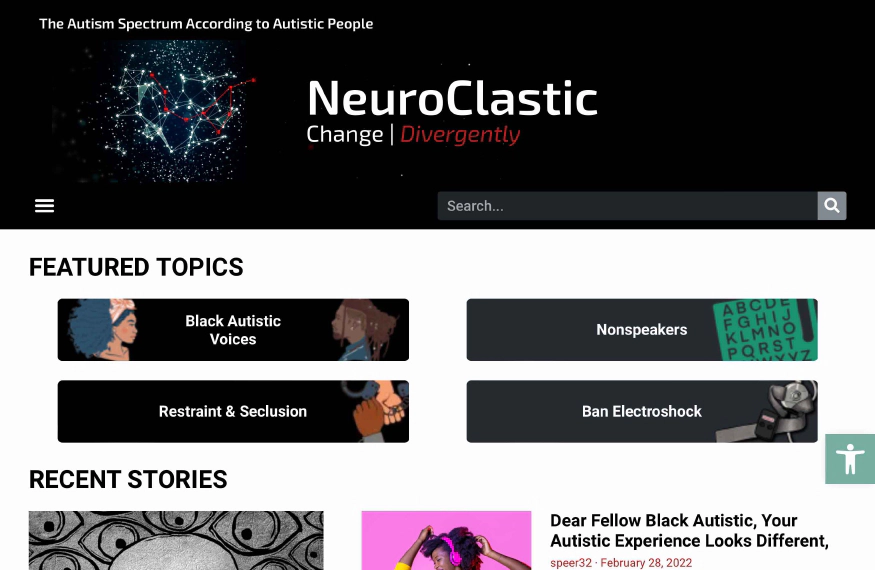 The Autism Spectrum According to Autistic People
NeuroClastic
Change | Divergently
Search...
FEATURED TOPICS
Black Autistic
Voices
Nonspeakers
ABCDE
FGHIJ
KLMNO
PQRST
Restraint & Seclusion
Ban Electroshock
RECENT STORIES
Dear Fellow Black Autistic, Your
Autistic Experience Looks Different,
speer32 · February 28, 2022